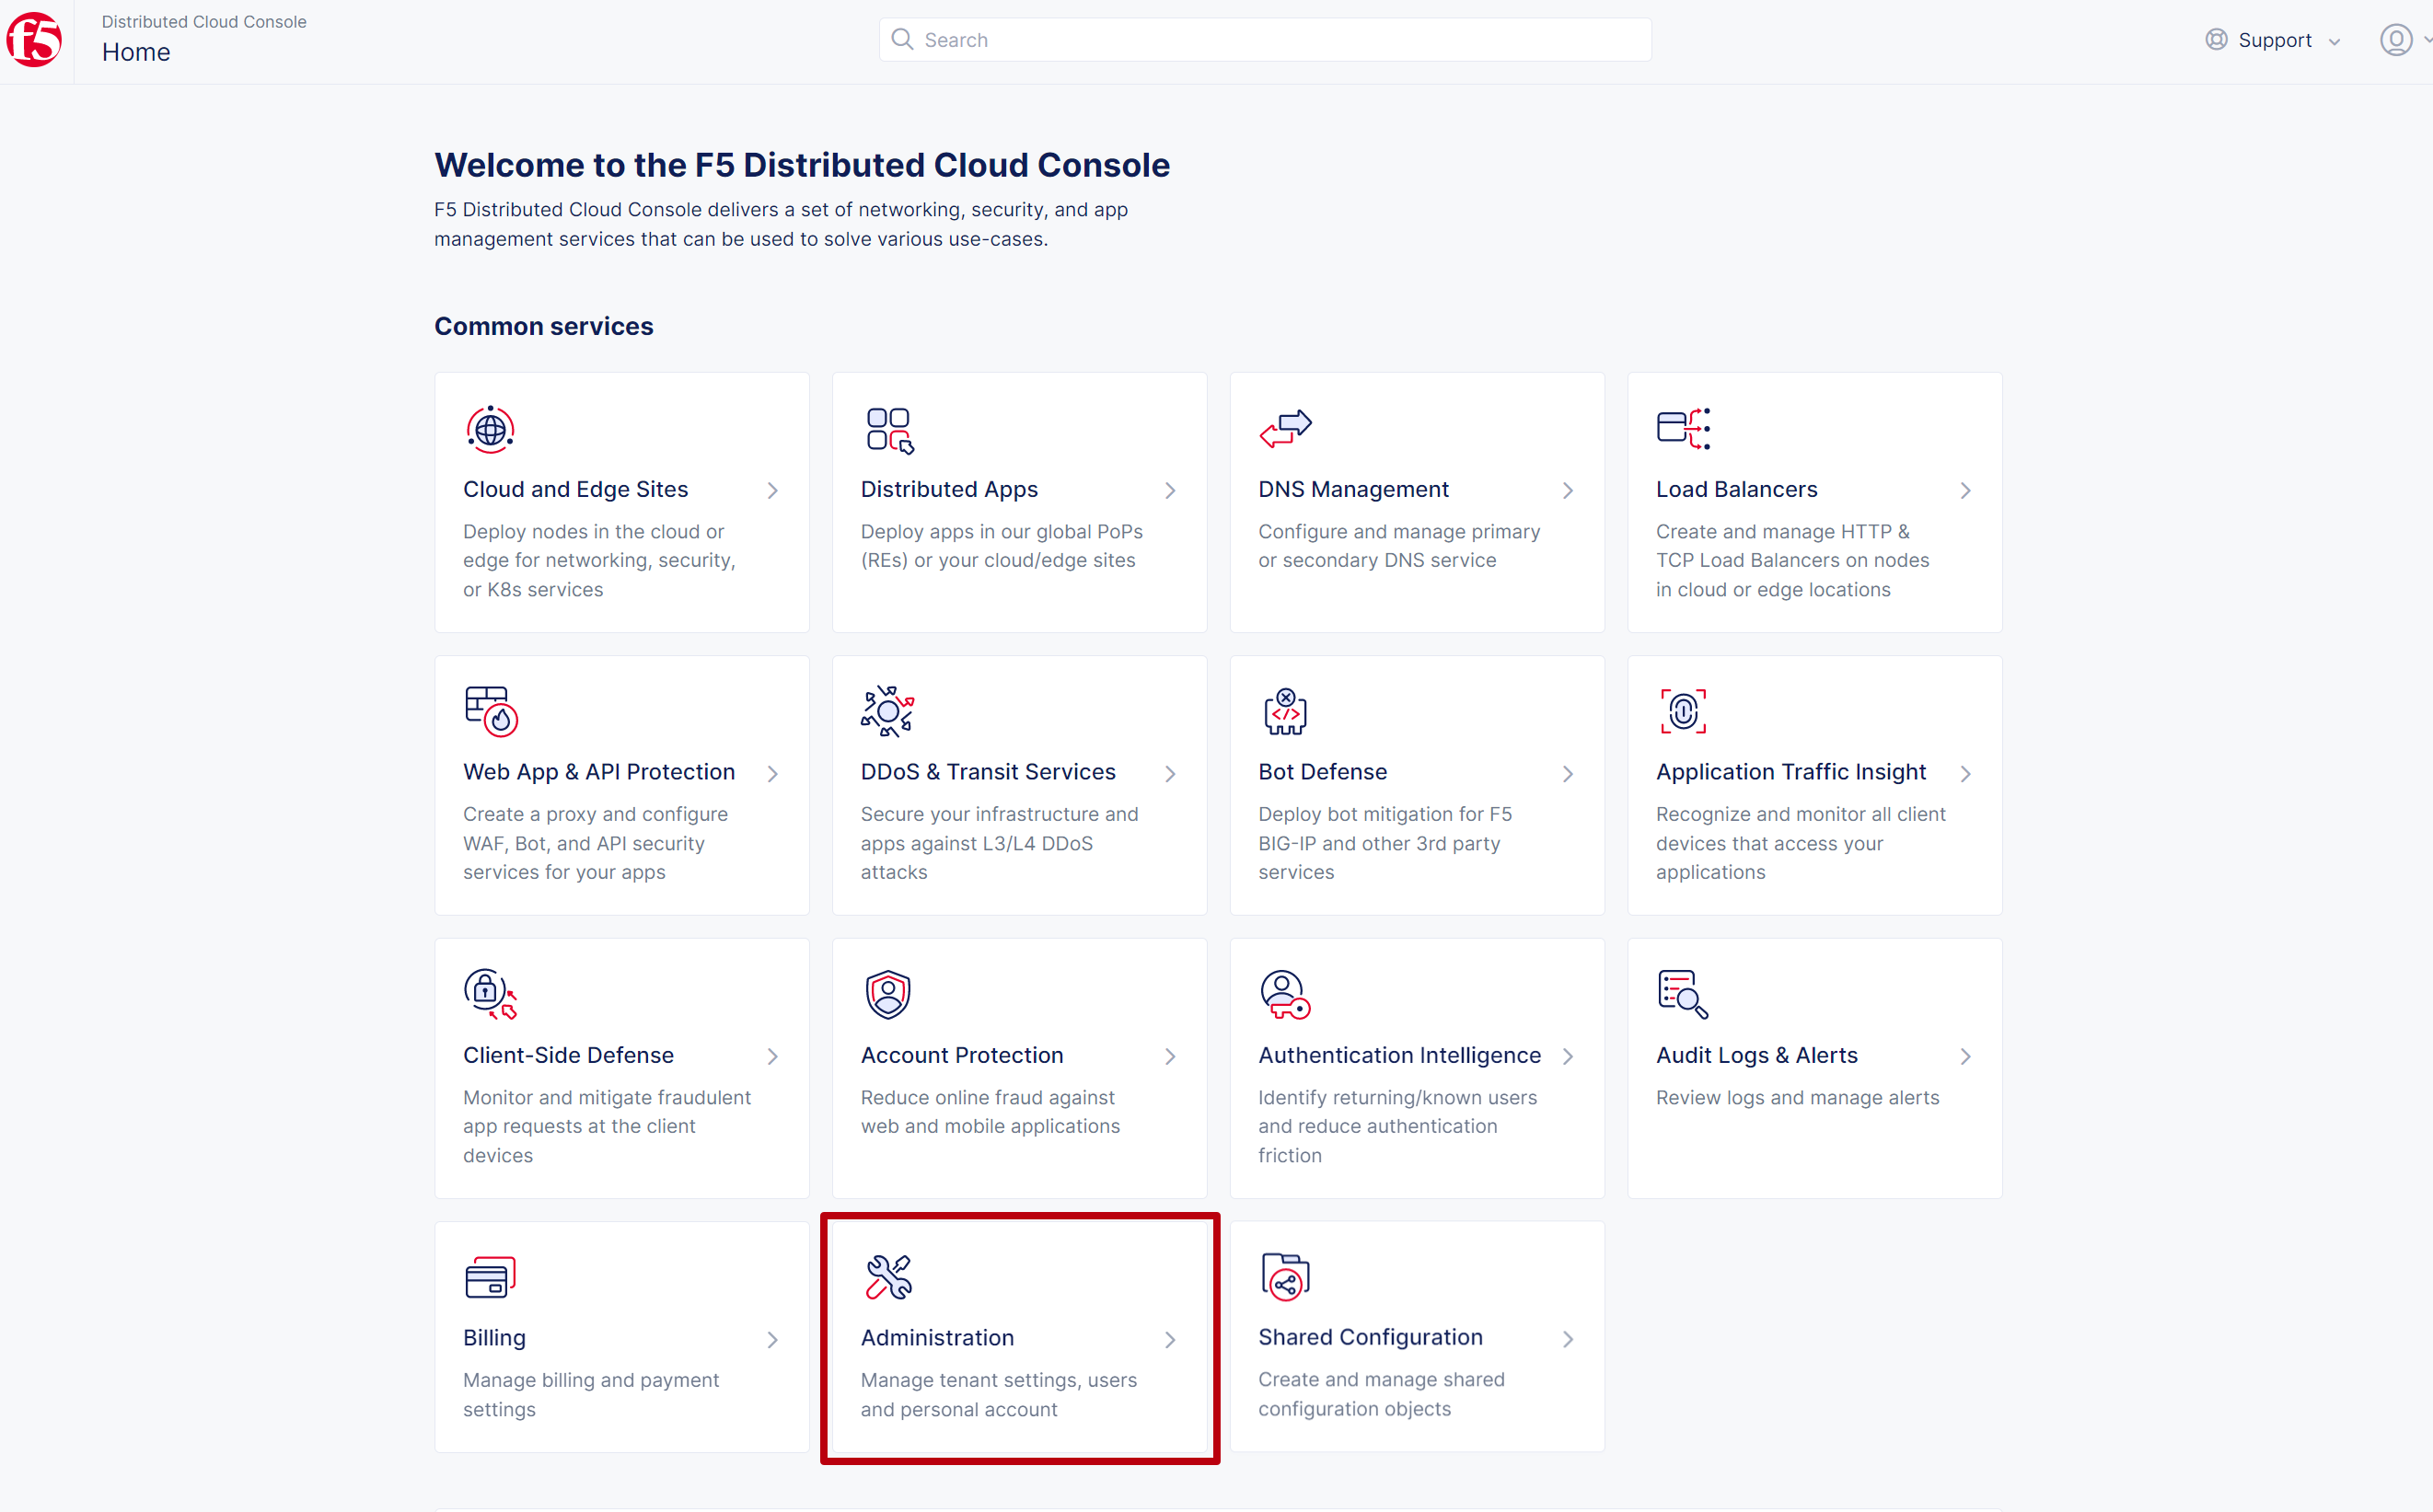 f5
Distributed Cloud Console
Home
Search
Support
Welcome to the F5 Distributed Cloud Console
F5 Distributed Cloud Console delivers a set of networking, security, and app
management services that can be used to solve various use-cases.
Common services
Cloud and Edge Sites
Deploy nodes in the cloud or
edge for networking, security,
or K8s services
Distributed Apps
Deploy apps in our global PoPs
(REs) or your cloud/edge sites
DNS Management
Configure and manage primary
or secondary DNS service
Load Balancers
Create and manage HTTP &
TCP Load Balancers on nodes
in cloud or edge locations
Web App & API Protection
Create a proxy and configure
WAF, Bot, and API security
services for your apps
DDoS & Transit Services
Secure your infrastructure and
apps against L3/L4 DDoS
attacks
Bot Defense
Deploy bot mitigation for F5
BIG-IP and other 3rd party
services
Application Traffic Insight
Recognize and monitor all client
devices that access your
applications
Client-Side Defense
Monitor and mitigate fraudulent
app requests at the client
devices
Account Protection
Reduce online fraud against
web and mobile applications
Authentication Intelligence
Identify returning/known users
and reduce authentication
friction
Audit Logs & Alerts
Review logs and manage alerts
Billing
Manage billing and payment
settings
Administration
Manage tenant settings, users
and personal account
Shared Configuration
Create and manage shared
configuration objects